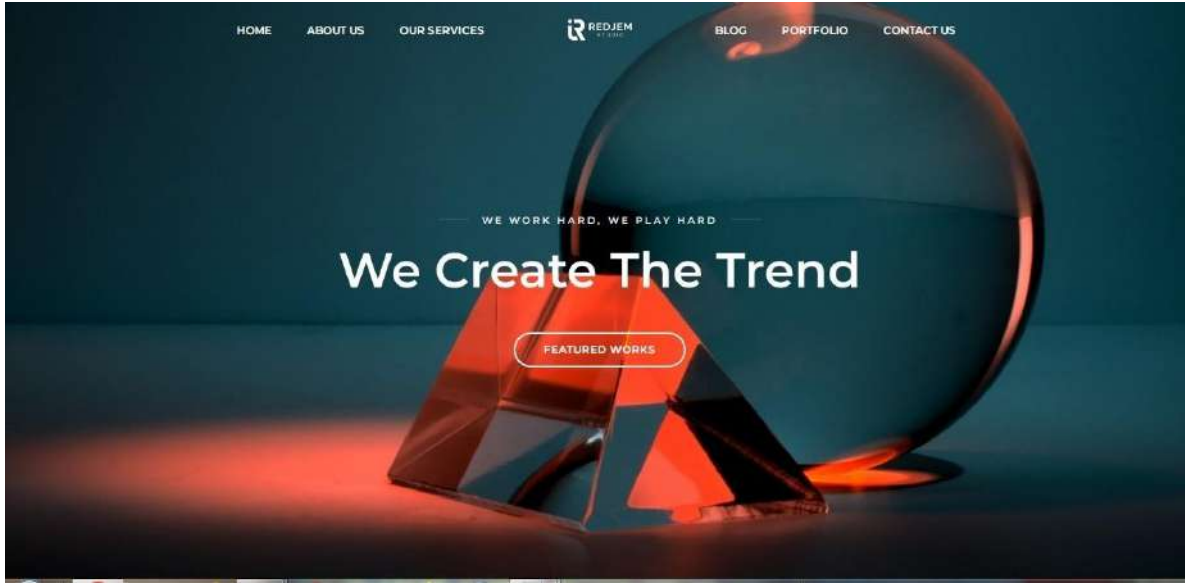 HOME ABOUT US OUR SERVICES REDJEM BLOG PORTFOLIO CONTACT US
STUDIO
WE WORK HARD, WE PLAY HARD
We Create The Trend
FEATURED WORKS